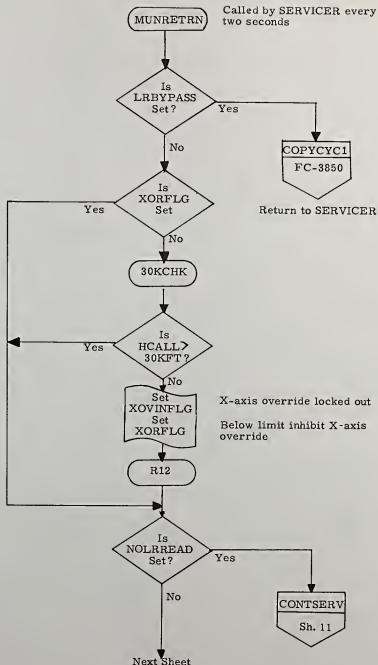 MUNRETRN
Called by SERVICER every
two seconds
Is
LRBYPASS
Set?
Yes
No
COPYCYC1
FC-3850
Return to SERVICER
Is
XORFLG
Set
Yes
No
30KCHK
Is
HCALL>
30KFT?
Yes
No
Set
XOVINFLG
Set
XORFLG
X-axis override locked out
Below limit inhibit X-axis
override
R12
Is
NOLRREAD
Set?
Yes
No
CONTSERV
Sh. 11
Next Sheet